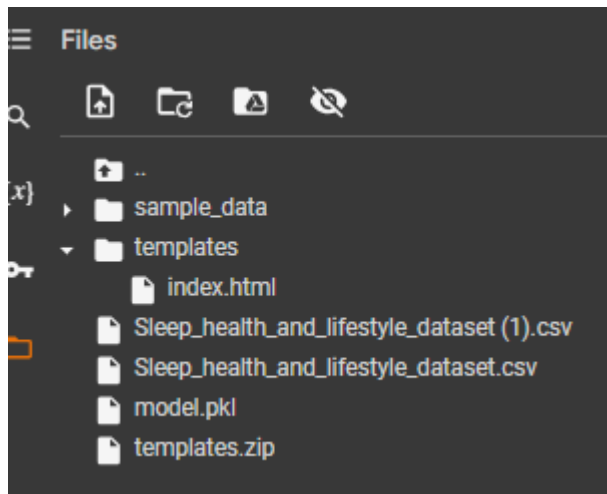 Files
..
{x}
sample_data
templates
index.html
Sleep_health_and_lifestyle_dataset (1).csv
Sleep_health_and_lifestyle_dataset.csv
model.pkl
templates.zip